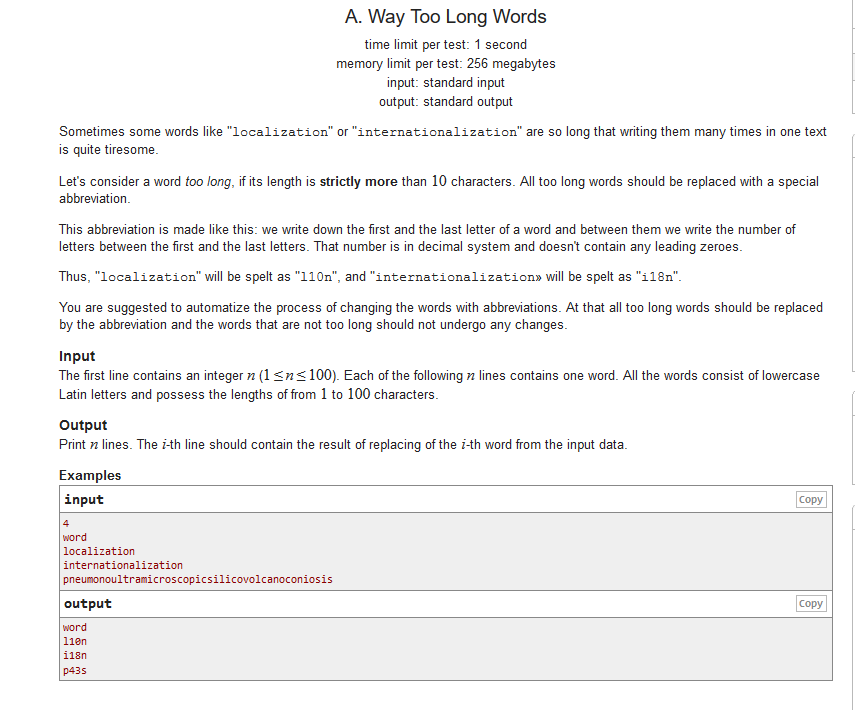 A. Way Too Long Words
time limit per test: 1 second
memory limit per test: 256 megabytes
input: standard input
output: standard output
Sometimes some words like "localization" or "internationalization" are so long that writing them many times in one text
is quite tiresome.
Let's consider a word too long, if its length is strictly more than 10 characters. All too long words should be replaced with a special
abbreviation.
This abbreviation is made like this: we write down the first and the last letter of a word and between them we write the number of
letters between the first and the last letters. That number is in decimal system and doesn't contain any leading zeroes.
Thus, "localization" will be spelt as "l10n", and "internationalization» will be spelt as "i18n".
You are suggested to automatize the process of changing the words with abbreviations. At that all too long words should be replaced
by the abbreviation and the words that are not too long should not undergo any changes.
Input
The first line contains an integer n (1 ≤ n ≤ 100). Each of the following n lines contains one word. All the words consist of lowercase
Latin letters and possess the lengths of from 1 to 100 characters.
Output
Print n lines. The i-th line should contain the result of replacing of the i-th word from the input data.
Examples
input Copy
4
word
localization
internationalization
pneumonoultramicroscopicsilicovolcanoconiosis
output Copy
word
l10n
i18n
p43s